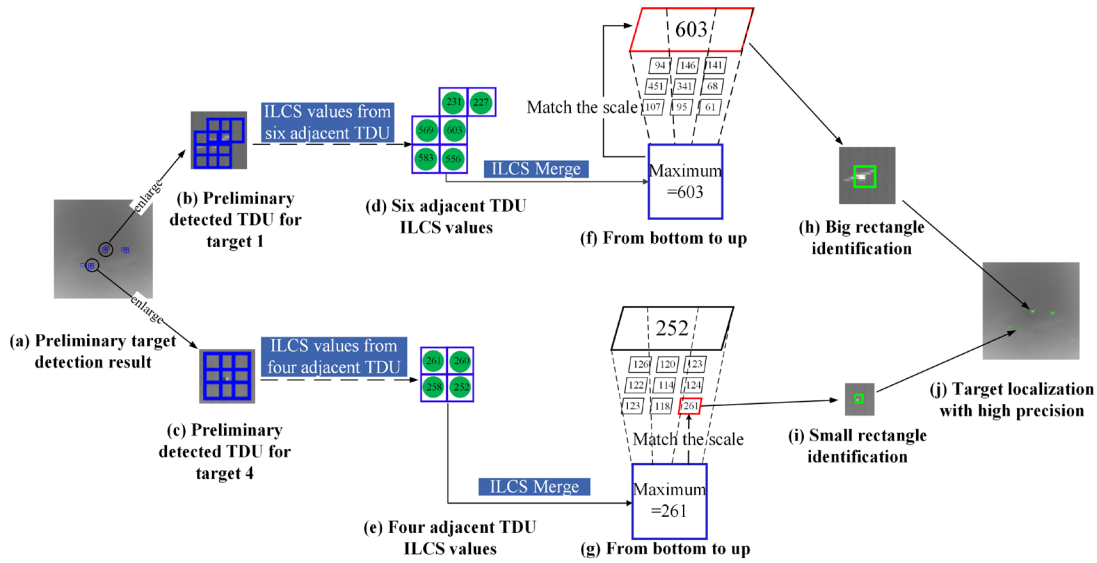 603
94 146 141
451 341 68
107 95 61
Match the scale
ILCS values from
six adjacent TDU
231 227
569 603
583 556
ILCS Merge
Maximum
=603
enlarge
(b) Preliminary
detected TDU for
target 1
(d) Six adjacent TDU
ILCS values
(f) From bottom to up
(h) Big rectangle
identification
enlarge
(a) Preliminary target
detection result
252
126 120 123
122 114 124
123 118 261
Match the scale
ILCS values from
four adjacent TDU
261 260
258 252
(c) Preliminary
detected TDU for
target 4
ILCS Merge
Maximum
=261
(e) Four adjacent TDU
ILCS values
(g) From bottom to up
(i) Small rectangle
identification
(j) Target localization
with high precision